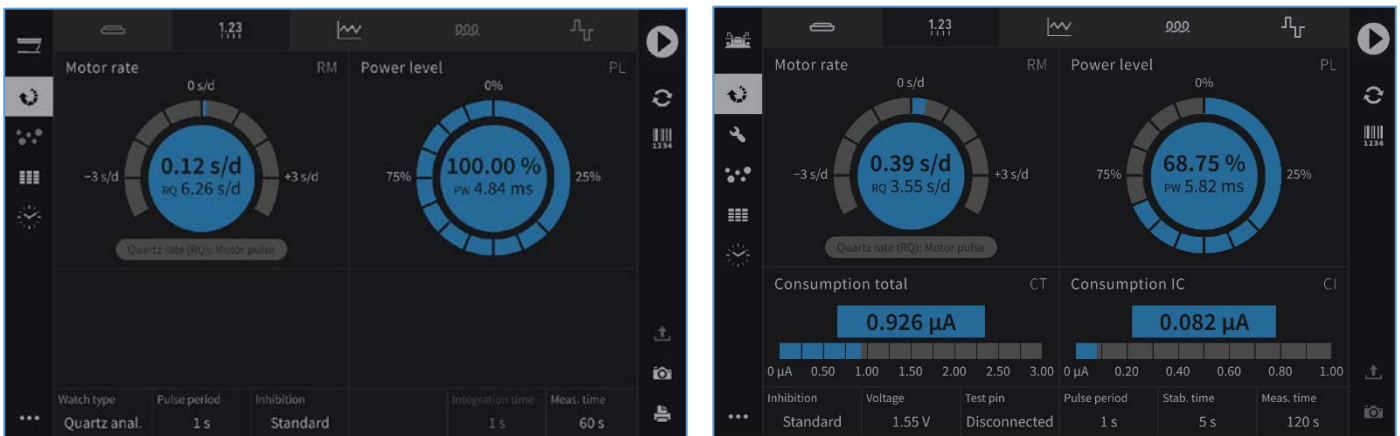 1.23
Motor rate RM
0 s/d
−3 s/d
0.12 s/d
RQ 6.26 s/d
+3 s/d
Quartz rate (RQ): Motor pulse
Power level PL
0%
75%
100.00 %
PW 4.84 ms
25%
1234
Watch type
Quartz anal.
Pulse period
1 s
Inhibition
Standard
Integration time
1 s
Meas. time
60 s
1.23
Motor rate RM
0 s/d
−3 s/d
0.39 s/d
RQ 3.55 s/d
+3 s/d
Quartz rate (RQ): Motor pulse
Power level PL
0%
75%
68.75 %
PW 5.82 ms
25%
1234
Consumption total CT
0.926 µA
0 µA 0.50 1.00 1.50 2.00 2.50 3.00
Consumption IC CI
0.082 µA
0 µA 0.20 0.40 0.60 0.80 1.00
Inhibition
Standard
Voltage
1.55 V
Test pin
Disconnected
Pulse period
1 s
Stab. time
5 s
Meas. time
120 s